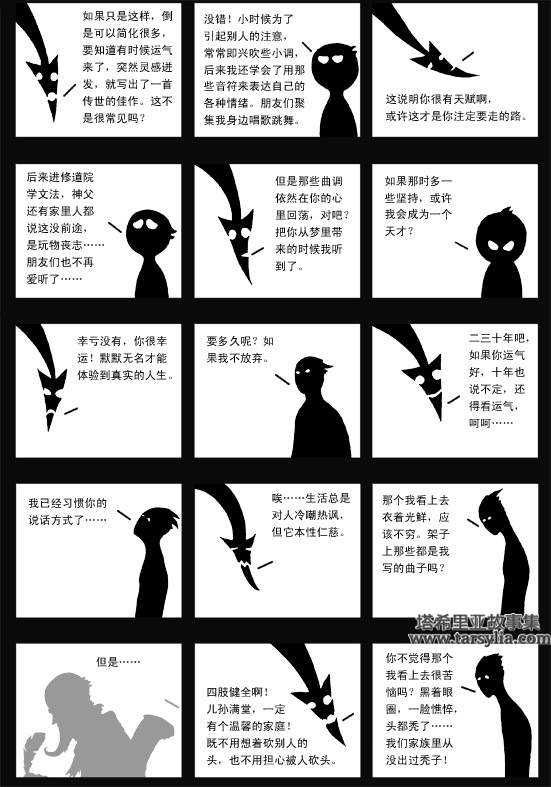 如果只是这样，倒
是可以简化很多，
要知道有时候运气
来了，突然灵感迸
发，就写出了一首
传世的佳作。这不
是很常见吗？
没错！小时候为了
引起别人的注意，
常常即兴吹些小调，
后来我还学会了用那
些音符来表达自己的
各种情绪。朋友们聚
集我身边唱歌跳舞。
这说明你很有天赋啊，
或许这才是你注定要走的路。
后来进修道院
学文法，神父
还有家里人都
说这没前途，
是玩物丧志……
朋友们也不再
爱听了……
但是那些曲调
依然在你的心
里回荡，对吧？
把你从梦里带
来的时候我听
到了。
如果那时多一
些坚持，或许
我会成为一个
天才？
幸亏没有，你很幸
运！默默无名才能
体验到真实的人生。
要多久呢？如
果我不放弃。
二三十年吧，
如果你运气
好，十年也
说不定，还
得看运气，
呵呵……
我已经习惯你的
说话方式了……
唉……生活总是
对人冷嘲热讽，
但它本性仁慈。
那个我看上去
衣着光鲜，应
该不穷。架子
上那些都是我
写的曲子吗？
塔希里亚故事集
www.tarsylia.com
但是……
四肢健全啊！
儿孙满堂，一定
有个温馨的家庭！
既不用想着砍别人的
头，也不用担心被人砍头。
你不觉得那个
我看上去很苦
恼吗？黑着眼
圈，一脸憔悴，
头都秃了……
我们家族里从
没出过秃子！